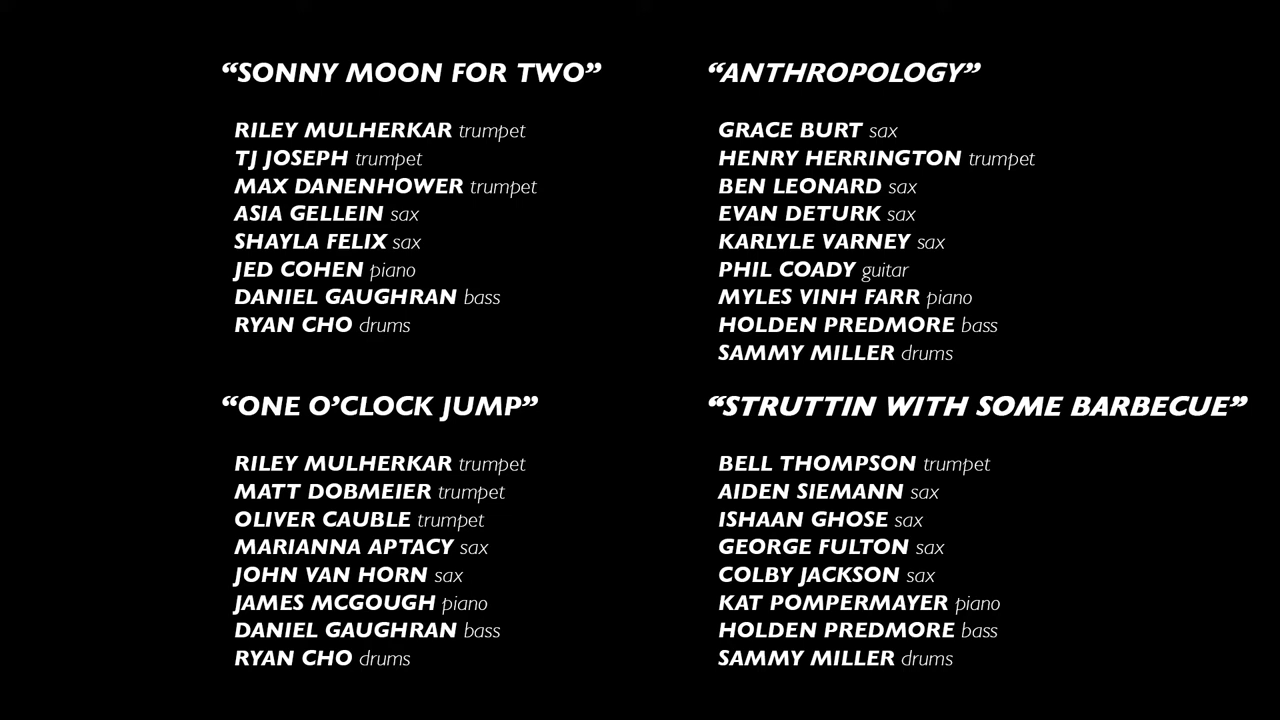 “SONNY MOON FOR TWO”
RILEY MULHERKAR trumpet
TJ JOSEPH trumpet
MAX DANENHOWER trumpet
ASIA GELLEIN sax
SHAYLA FELIX sax
JED COHEN piano
DANIEL GAUGHRAN bass
RYAN CHO drums
“ANTHROPOLOGY”
GRACE BURT sax
HENRY HERRINGTON trumpet
BEN LEONARD sax
EVAN DETURK sax
KARLYLE VARNEY sax
PHIL COADY guitar
MYLES VINH FARR piano
HOLDEN PREDMORE bass
SAMMY MILLER drums
“ONE O’CLOCK JUMP”
RILEY MULHERKAR trumpet
MATT DOBMEIER trumpet
OLIVER CAUBLE trumpet
MARIANNA APTACY sax
JOHN VAN HORN sax
JAMES MCGOUGH piano
DANIEL GAUGHRAN bass
RYAN CHO drums
“STRUTTIN WITH SOME BARBECUE”
BELL THOMPSON trumpet
AIDEN SIEMANN sax
ISHAAN GHOSE sax
GEORGE FULTON sax
COLBY JACKSON sax
KAT POMPERMAYER piano
HOLDEN PREDMORE bass
SAMMY MILLER drums